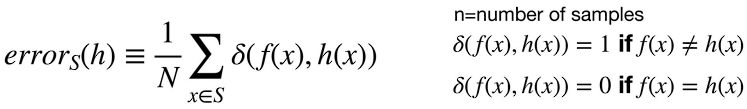 n=number of samples
error_S(h) ≡ 1/N ∑_{x∈S} δ(f(x), h(x))
δ(f(x), h(x)) = 1 if f(x) ≠ h(x)
δ(f(x), h(x)) = 0 if f(x) = h(x)